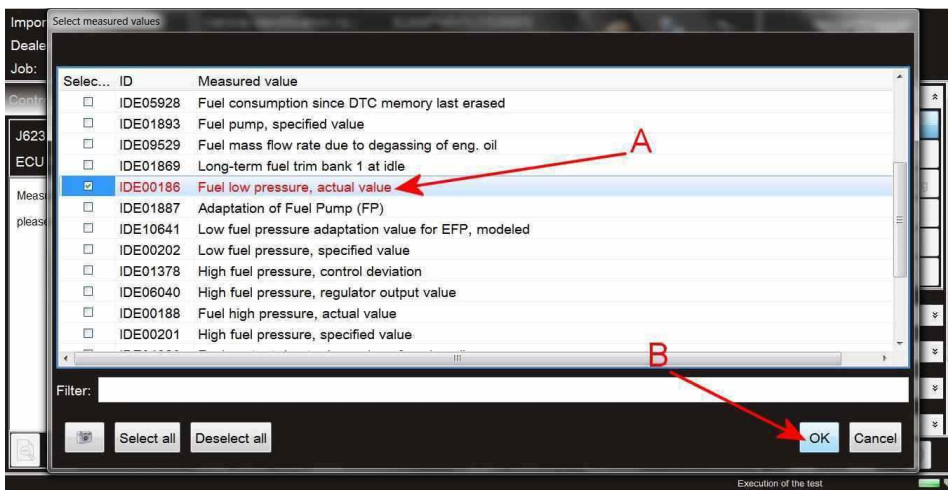 Impor
Select measured values
Deale
Job:
Contr
J623
ECU
Measu
please
Selec... ID Measured value
IDE05928 Fuel consumption since DTC memory last erased
IDE01893 Fuel pump, specified value
IDE09529 Fuel mass flow rate due to degassing of eng. oil
IDE01869 Long-term fuel trim bank 1 at idle
IDE00186 Fuel low pressure, actual value
IDE01887 Adaptation of Fuel Pump (FP)
IDE10641 Low fuel pressure adaptation value for EFP, modeled
IDE00202 Low fuel pressure, specified value
IDE01378 High fuel pressure, control deviation
IDE06040 High fuel pressure, regulator output value
IDE00188 Fuel high pressure, actual value
IDE00201 High fuel pressure, specified value
A
B
Filter:
Select all Deselect all OK Cancel
Execution of the test